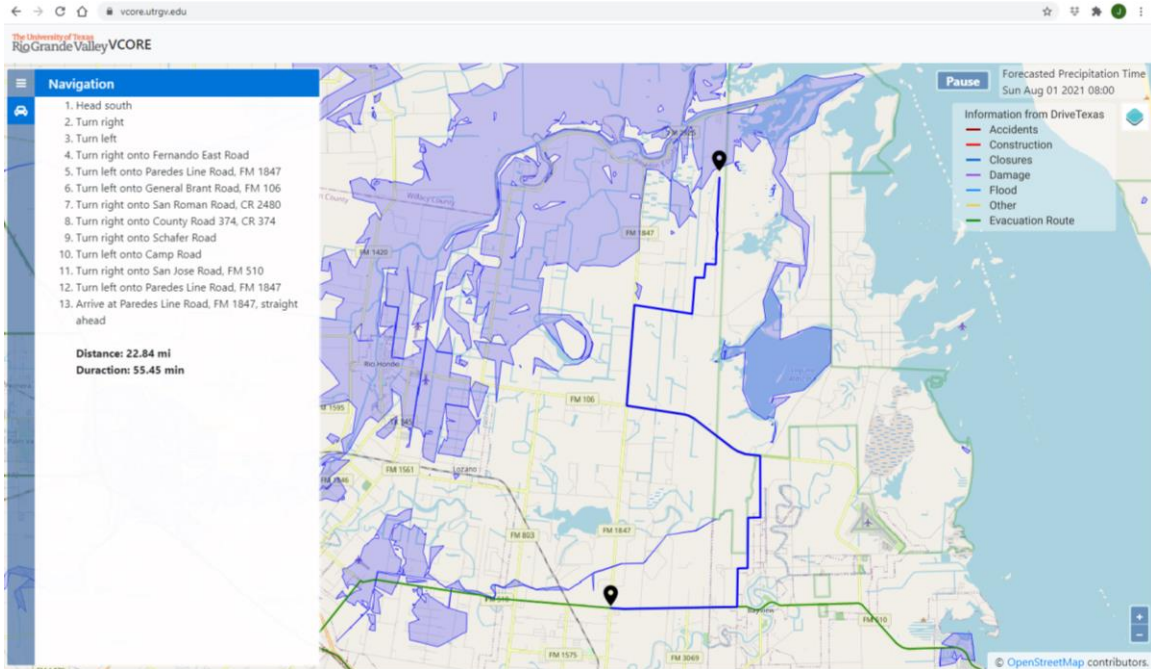 vcore.utrgv.edu
J
The University of Texas
Rio Grande Valley VCORE
Navigation
1. Head south
2. Turn right
3. Turn left
4. Turn right onto Fernando East Road
5. Turn left onto Paredes Line Road, FM 1847
6. Turn left onto General Brant Road, FM 106
7. Turn right onto San Roman Road, CR 2480
8. Turn right onto County Road 374, CR 374
9. Turn right onto Schafer Road
10. Turn left onto Camp Road
11. Turn right onto San Jose Road, FM 510
12. Turn left onto Paredes Line Road, FM 1847
13. Arrive at Paredes Line Road, FM 1847, straight
ahead
Distance: 22.84 mi
Duraction: 55.45 min
Pause
Forecasted Precipitation Time
Sun Aug 01 2021 08:00
Information from DriveTexas
Accidents
Construction
Closures
Damage
Flood
Other
Evacuation Route
Willacy County
FM 1847
FM 1420
Rio Hondo
FM 106
FM 1561
Lozano
FM 803
FM 1847
Bayview
FM 510
FM 1575
FM 3069
+
−
© OpenStreetMap contributors.